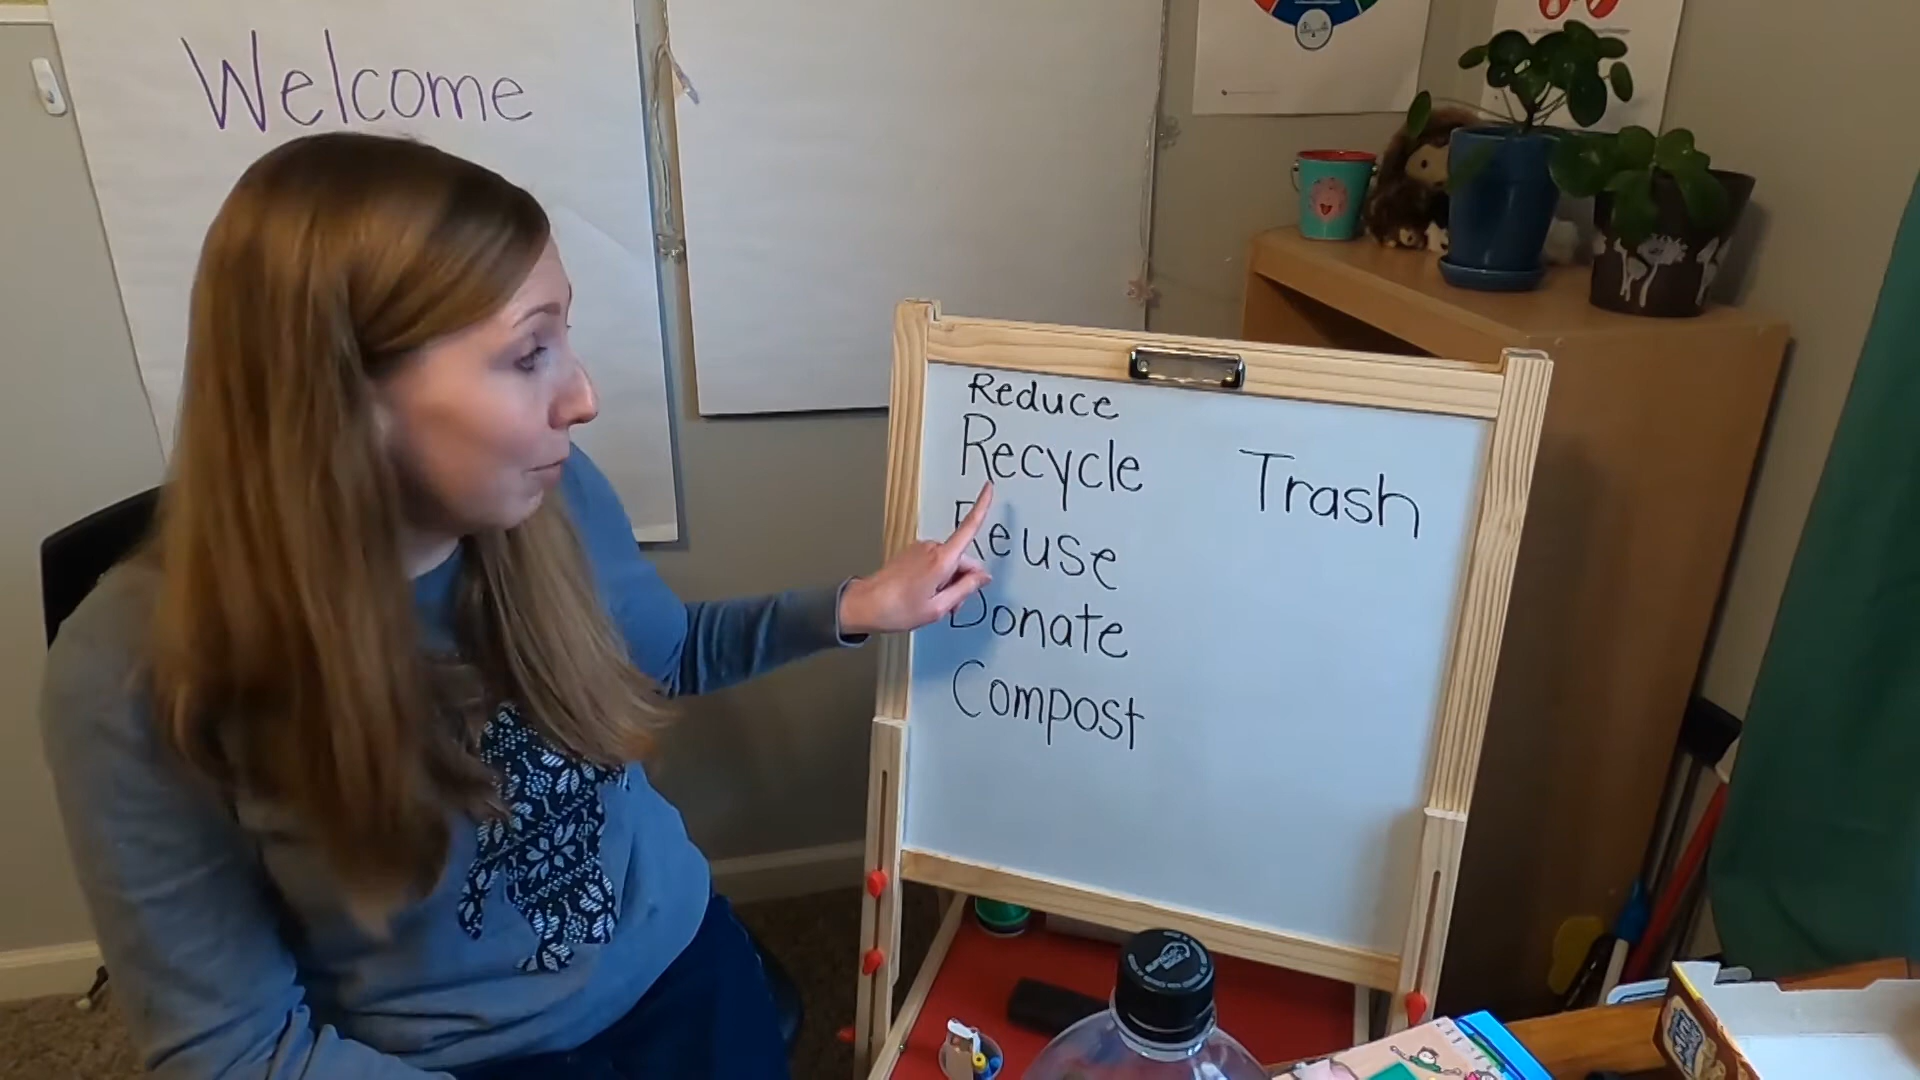 Welcome
Reduce
Recycle
Trash
Reuse
Donate
Compost